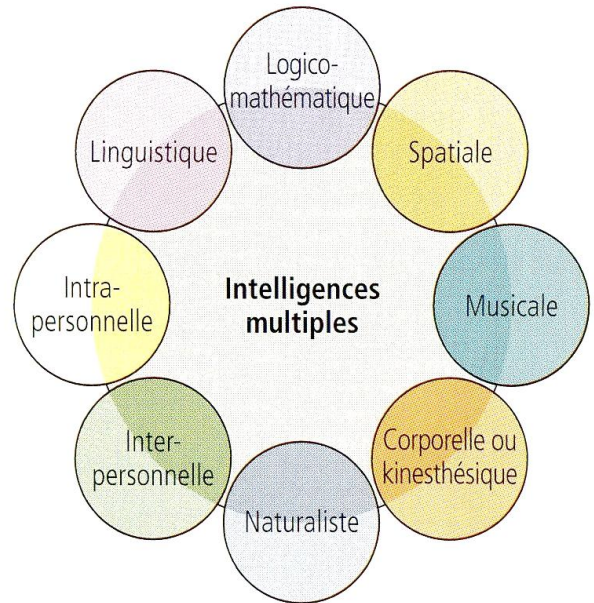 Intelligences
multiples
Logico-
mathématique
Spatiale
Musicale
Corporelle ou
kinesthésique
Naturaliste
Inter-
personnelle
Intra-
personnelle
Linguistique